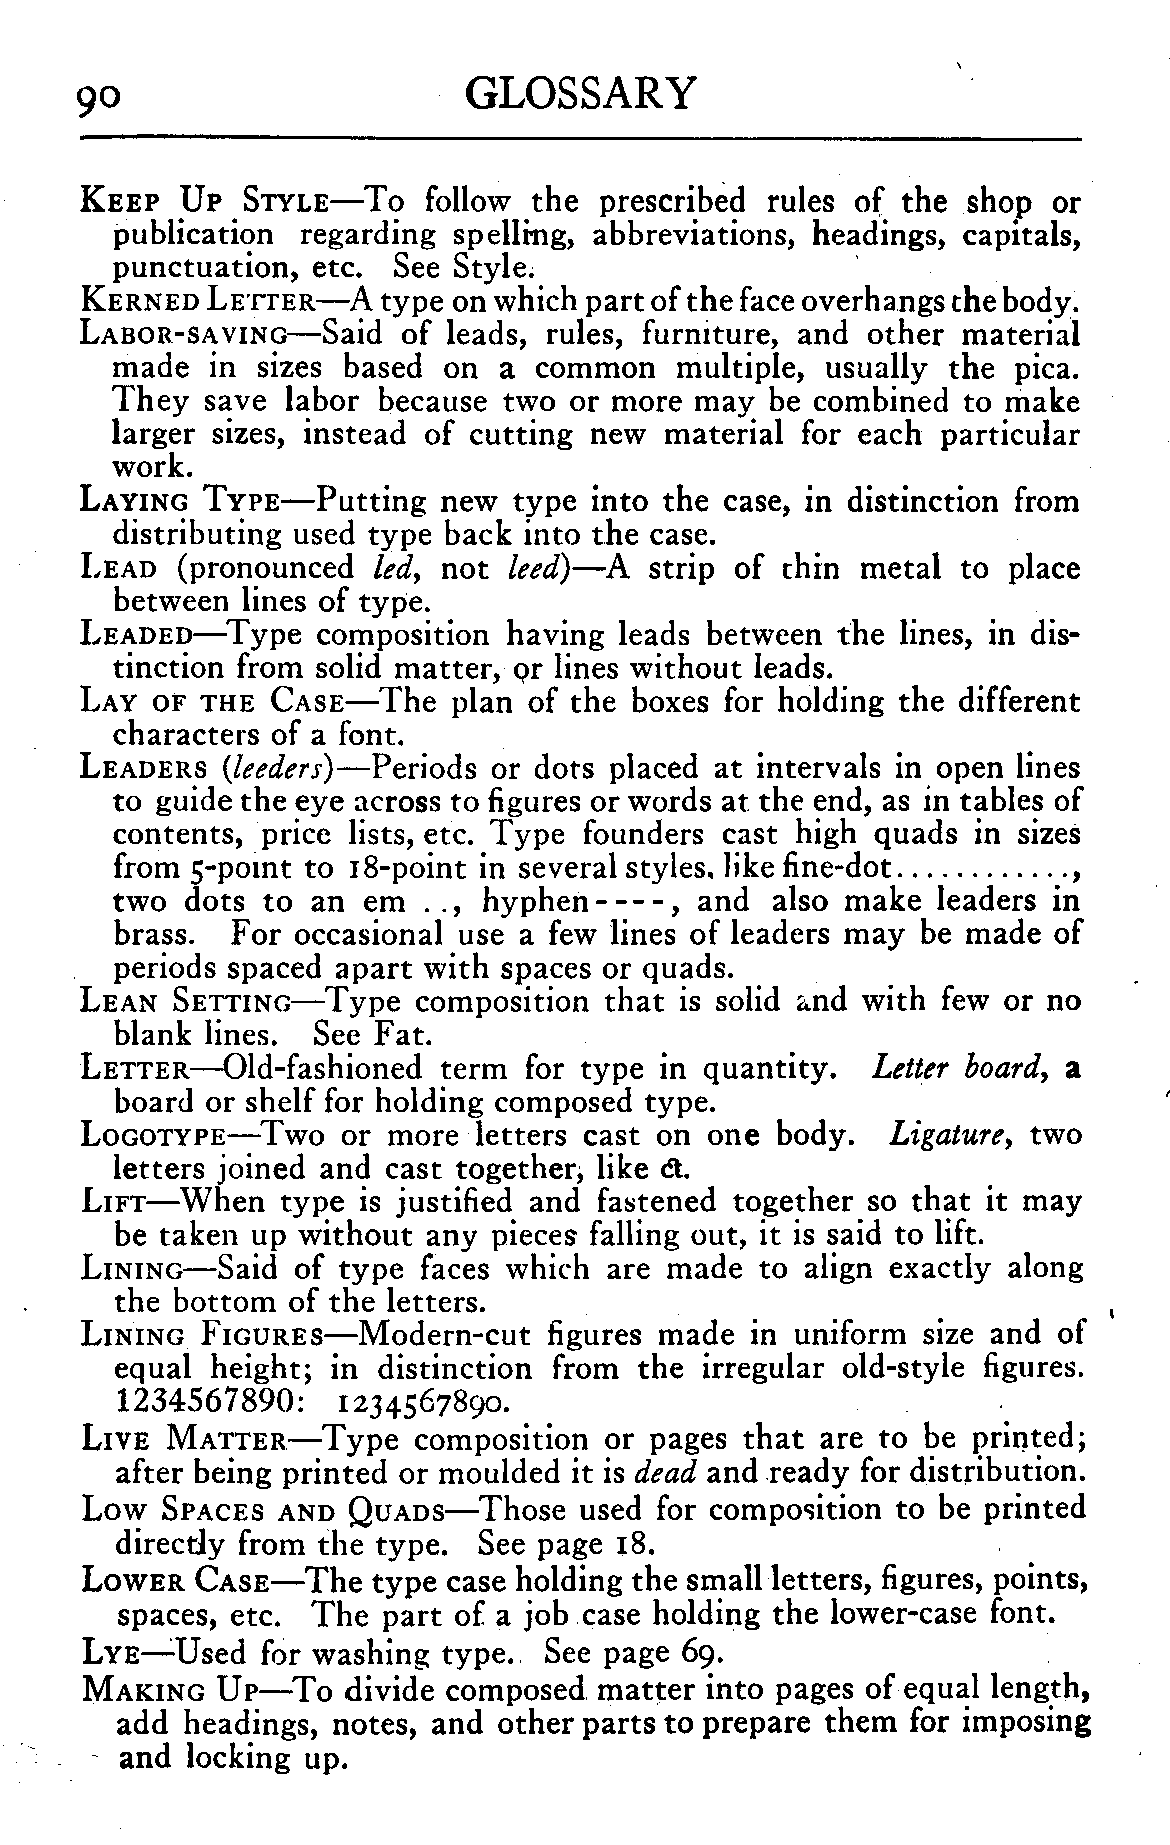 90 GLOSSARY
KEEP UP STYLE—To follow the prescribed rules of the shop or
publication regarding spelling, abbreviations, headings, capitals,
punctuation, etc. See Style.
KERNED LETTER—A type on which part of the face overhangs the body.
LABOR-SAVING—Said of leads, rules, furniture, and other material
made in sizes based on a common multiple, usually the pica.
They save labor because two or more may be combined to make
larger sizes, instead of cutting new material for each particular
work.
LAYING TYPE—Putting new type into the case, in distinction from
distributing used type back into the case.
LEAD (pronounced led, not leed)—A strip of thin metal to place
between lines of type.
LEADED—Type composition having leads between the lines, in dis-
tinction from solid matter, or lines without leads.
LAY OF THE CASE—The plan of the boxes for holding the different
characters of a font.
LEADERS (leeders)—Periods or dots placed at intervals in open lines
to guide the eye across to figures or words at the end, as in tables of
contents, price lists, etc. Type founders cast high quads in sizes
from 5-point to 18-point in several styles, like fine-dot............,
two dots to an em . ., hyphen - - - -, and also make leaders in
brass. For occasional use a few lines of leaders may be made of
periods spaced apart with spaces or quads.
LEAN SETTING—Type composition that is solid and with few or no
blank lines. See Fat.
LETTER—Old-fashioned term for type in quantity. Letter board, a
board or shelf for holding composed type.
LOGOTYPE—Two or more letters cast on one body. Ligature, two
letters joined and cast together, like ct.
LIFT—When type is justified and fastened together so that it may
be taken up without any pieces falling out, it is said to lift.
LINING—Said of type faces which are made to align exactly along
the bottom of the letters.
LINING FIGURES—Modern-cut figures made in uniform size and of
equal height; in distinction from the irregular old-style figures.
1234567890: 1234567890.
LIVE MATTER—Type composition or pages that are to be printed;
after being printed or moulded it is dead and ready for distribution.
LOW SPACES AND QUADS—Those used for composition to be printed
directly from the type. See page 18.
LOWER CASE—The type case holding the small letters, figures, points,
spaces, etc. The part of a job case holding the lower-case font.
LYE—Used for washing type. See page 69.
MAKING UP—To divide composed matter into pages of equal length,
add headings, notes, and other parts to prepare them for imposing
and locking up.